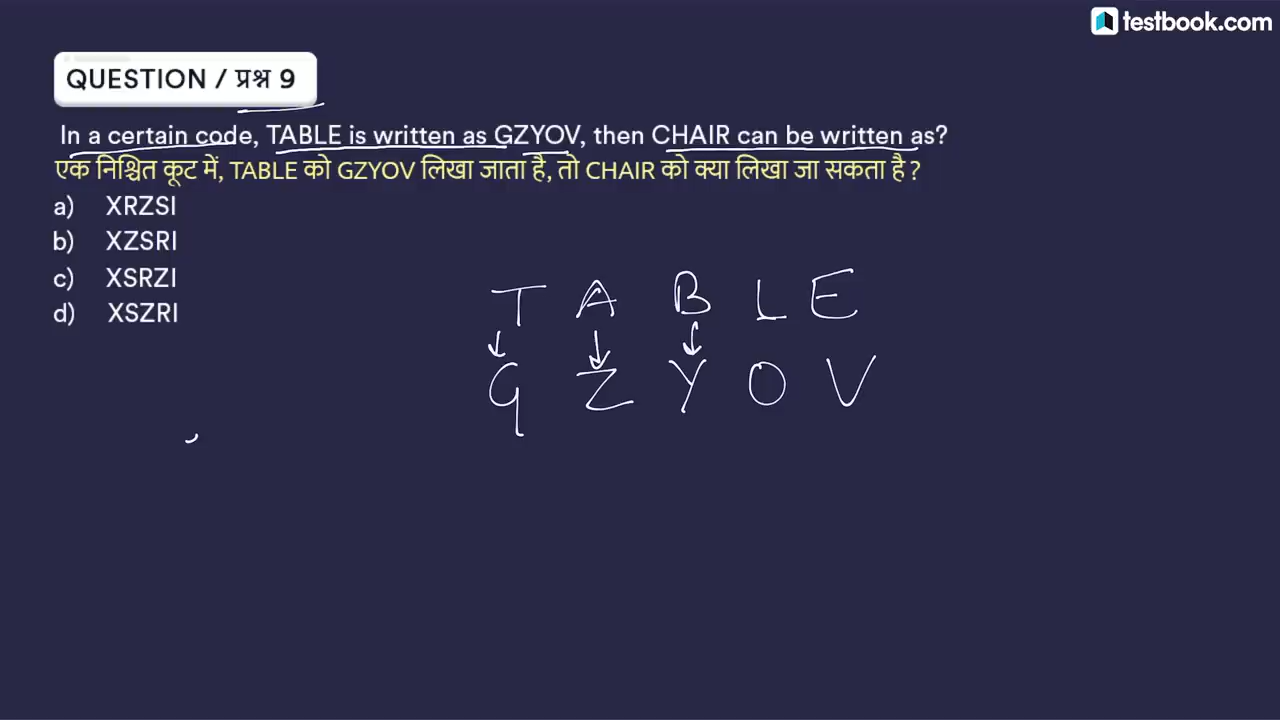 testbook.com
QUESTION / प्रश्न 9
In a certain code, TABLE is written as GZYOV, then CHAIR can be written as?
एक निश्चित कूट में, TABLE को GZYOV लिखा जाता है, तो CHAIR को क्या लिखा जा सकता है ?
a) XRZSI
b) XZSRI
c) XSRZI
d) XSZRI
T A B L E
G Z Y O V